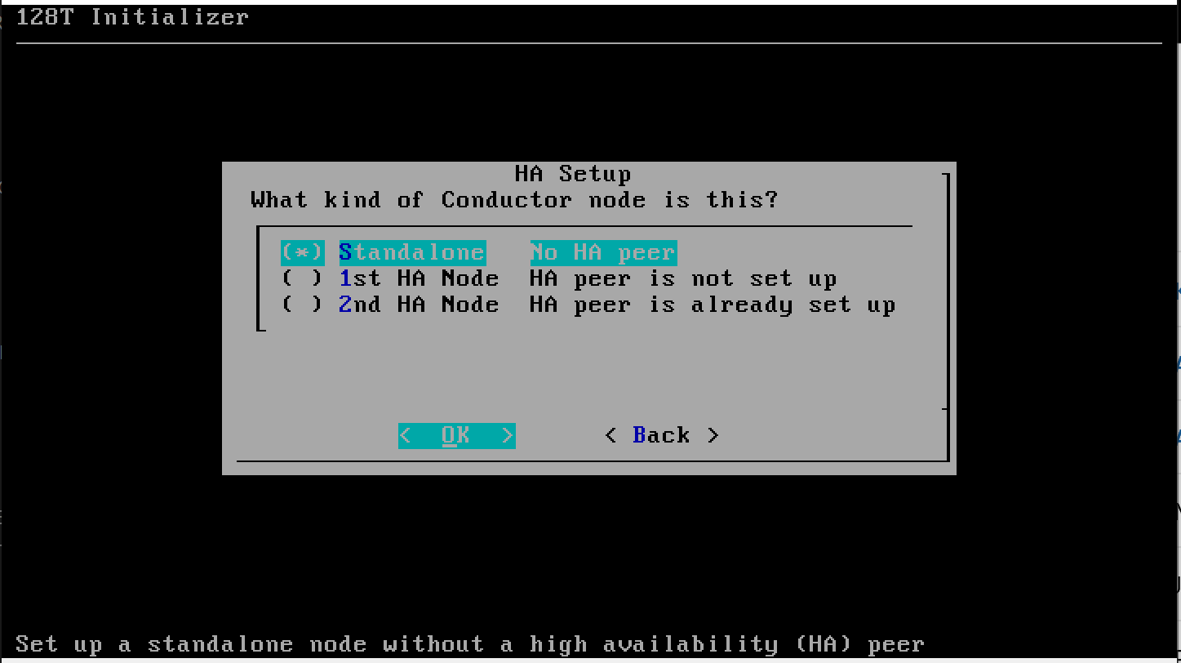 128T Initializer
HA Setup
What kind of Conductor node is this?
(*) Standalone No HA peer
( ) 1st HA Node HA peer is not set up
( ) 2nd HA Node HA peer is already set up
< OK > < Back >
Set up a standalone node without a high availability (HA) peer